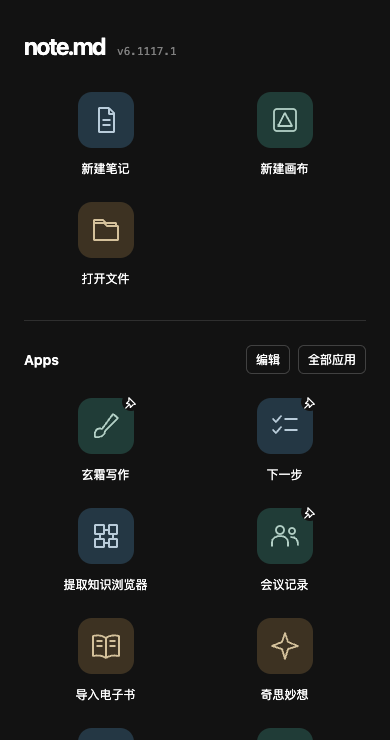 note.md v6.1117.1
新建笔记 新建画布
打开文件
Apps 编辑 全部应用
玄霜写作 下一步
提取知识浏览器 会议记录
导入电子书 奇思妙想